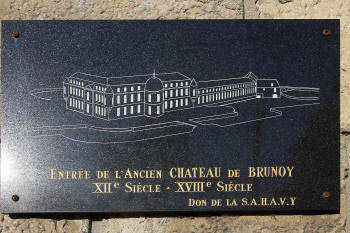 ENTRÉE DE L'ANCIEN CHATEAU DE BRUNOY
XIIe SIÈCLE - XVIIIe SIÈCLE
DON DE LA S.A.H.A.V.Y